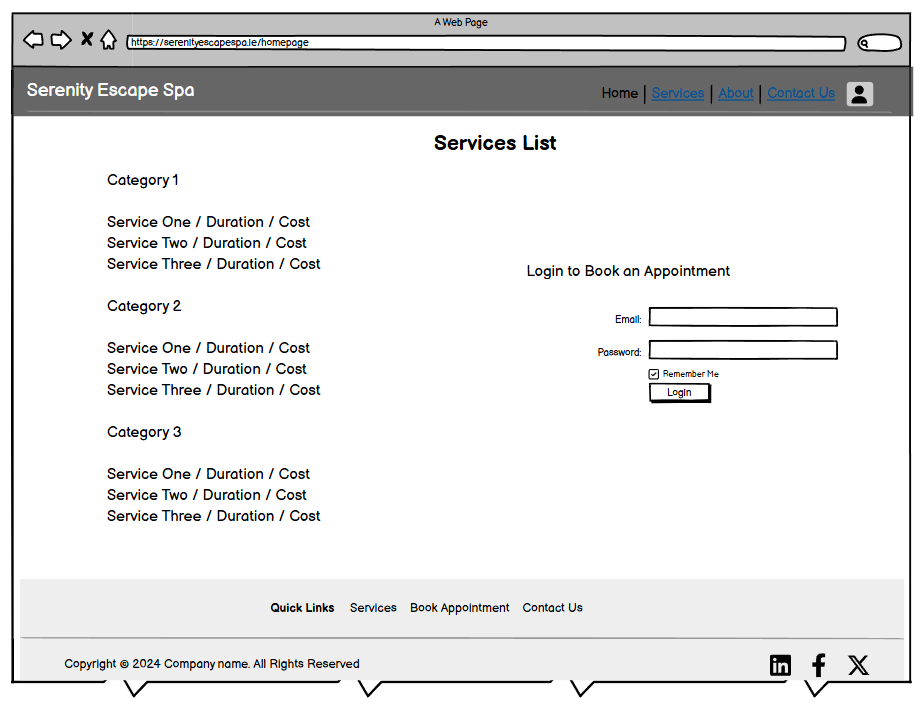 A Web Page
https://serenityescapespa.ie/homepage
Serenity Escape Spa
Home | Services | About | Contact Us
Services List
Category 1
Service One / Duration / Cost
Service Two / Duration / Cost
Service Three / Duration / Cost
Category 2
Service One / Duration / Cost
Service Two / Duration / Cost
Service Three / Duration / Cost
Category 3
Service One / Duration / Cost
Service Two / Duration / Cost
Service Three / Duration / Cost
Login to Book an Appointment
Email:
Password:
Remember Me
Login
Quick Links Services Book Appointment Contact Us
Copyright © 2024 Company name. All Rights Reserved